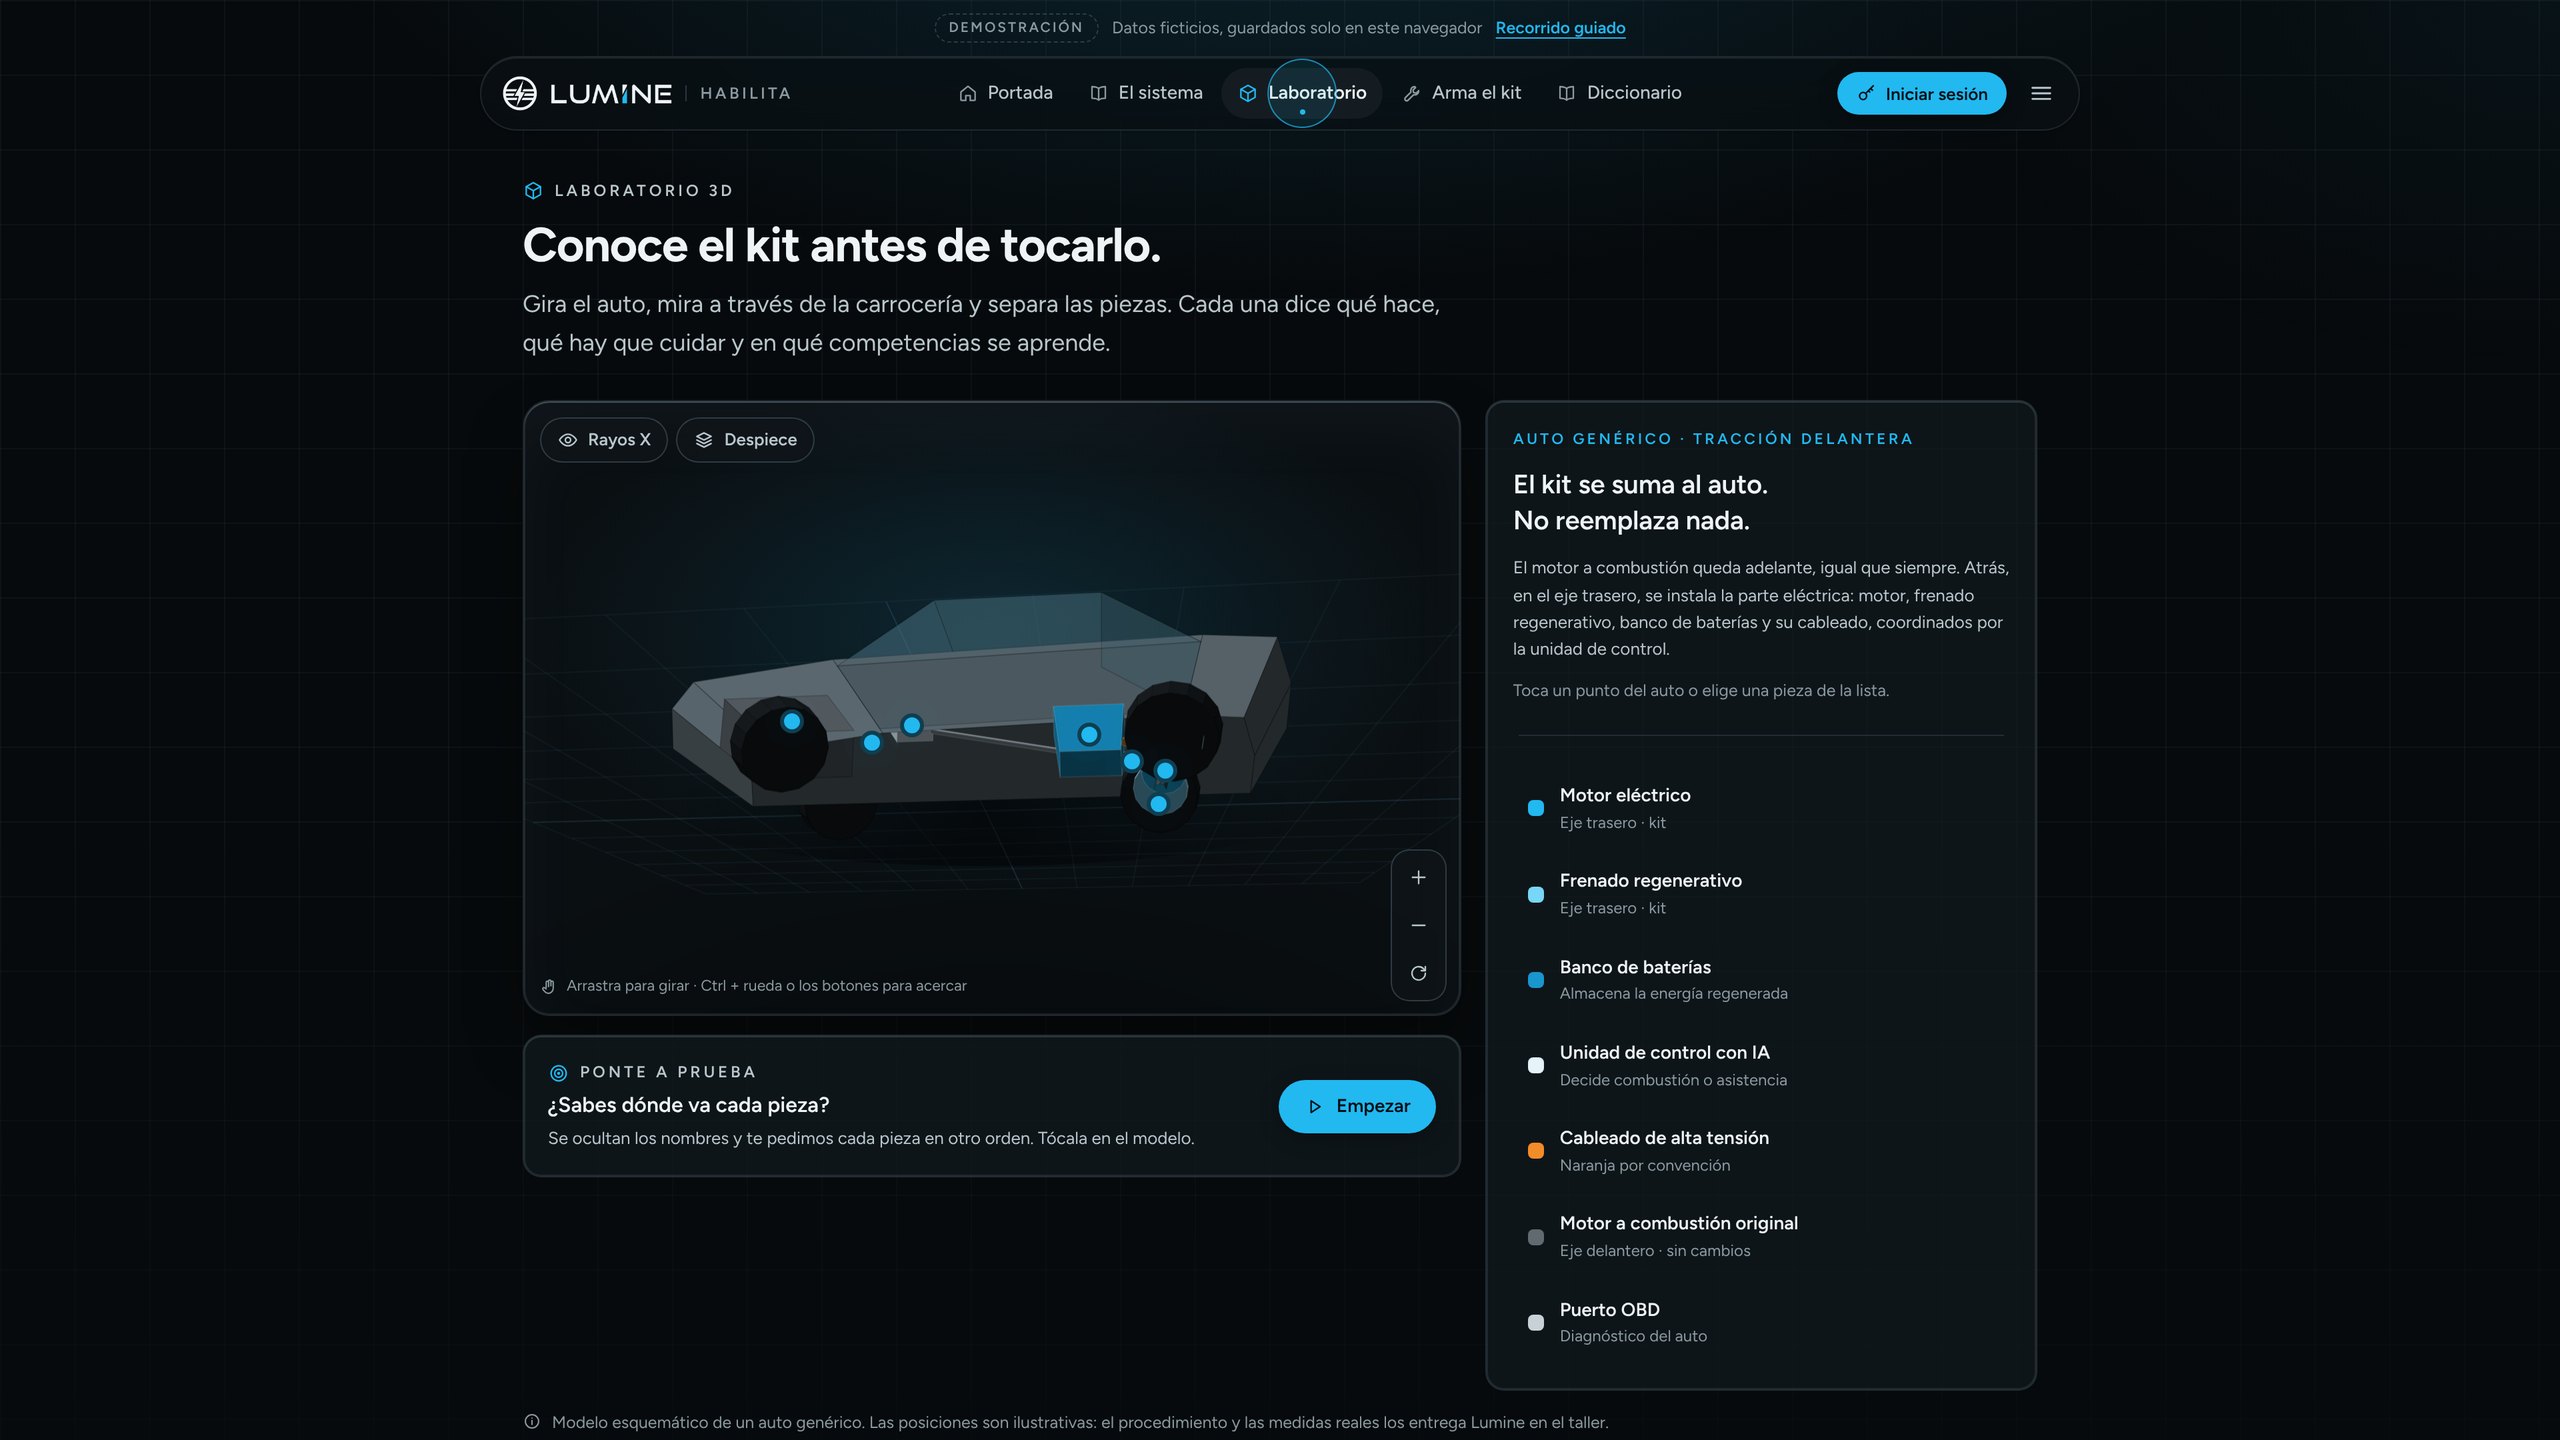 DEMOSTRACIÓN Datos ficticios, guardados solo en este navegador Recorrido guiado
LUMINE HABILITA Portada El sistema Laboratorio Arma el kit Diccionario Iniciar sesión
LABORATORIO 3D
Conoce el kit antes de tocarlo.
Gira el auto, mira a través de la carrocería y separa las piezas. Cada una dice qué hace,
qué hay que cuidar y en qué competencias se aprende.
Rayos X Despiece
Arrastra para girar · Ctrl + rueda o los botones para acercar
PONTE A PRUEBA
¿Sabes dónde va cada pieza?
Se ocultan los nombres y te pedimos cada pieza en otro orden. Tócala en el modelo.
Empezar
AUTO GENÉRICO · TRACCIÓN DELANTERA
El kit se suma al auto.
No reemplaza nada.
El motor a combustión queda adelante, igual que siempre. Atrás,
en el eje trasero, se instala la parte eléctrica: motor, frenado
regenerativo, banco de baterías y su cableado, coordinados por
la unidad de control.
Toca un punto del auto o elige una pieza de la lista.
Motor eléctrico
Eje trasero · kit
Frenado regenerativo
Eje trasero · kit
Banco de baterías
Almacena la energía regenerada
Unidad de control con IA
Decide combustión o asistencia
Cableado de alta tensión
Naranja por convención
Motor a combustión original
Eje delantero · sin cambios
Puerto OBD
Diagnóstico del auto
Modelo esquemático de un auto genérico. Las posiciones son ilustrativas: el procedimiento y las medidas reales los entrega Lumine en el taller.